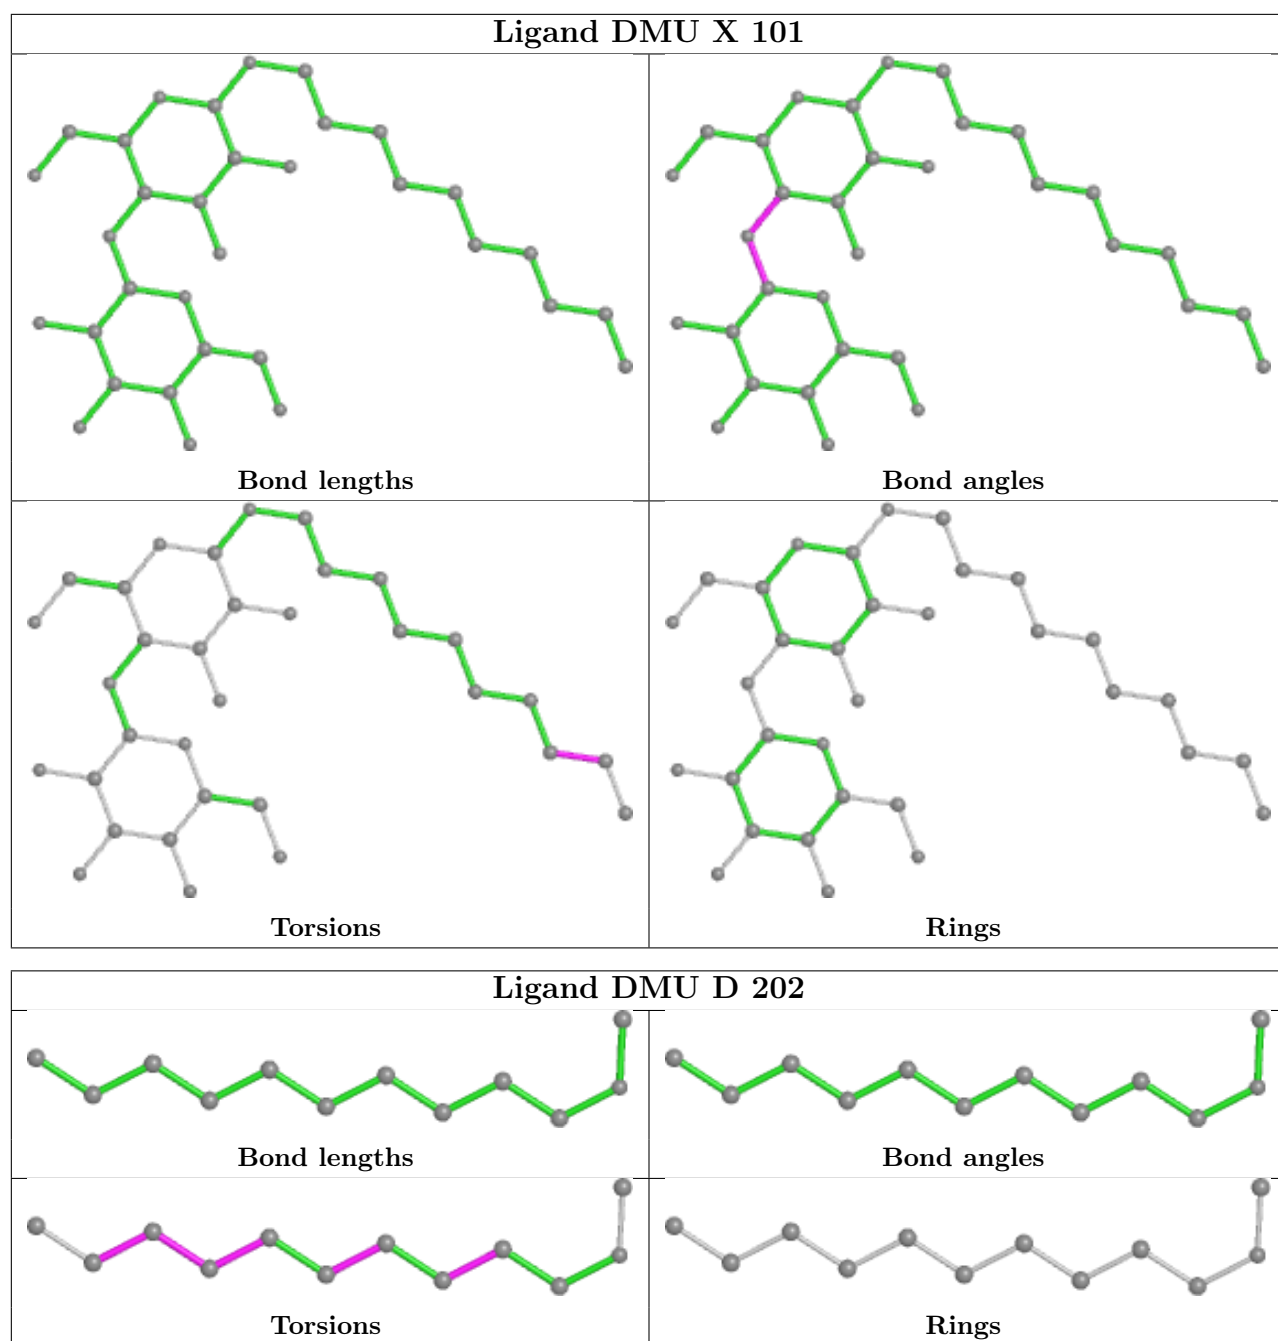 Ligand DMU X 101
Bond lengths
Bond angles
Torsions
Rings
Ligand DMU D 202
Bond lengths
Bond angles
Torsions
Rings